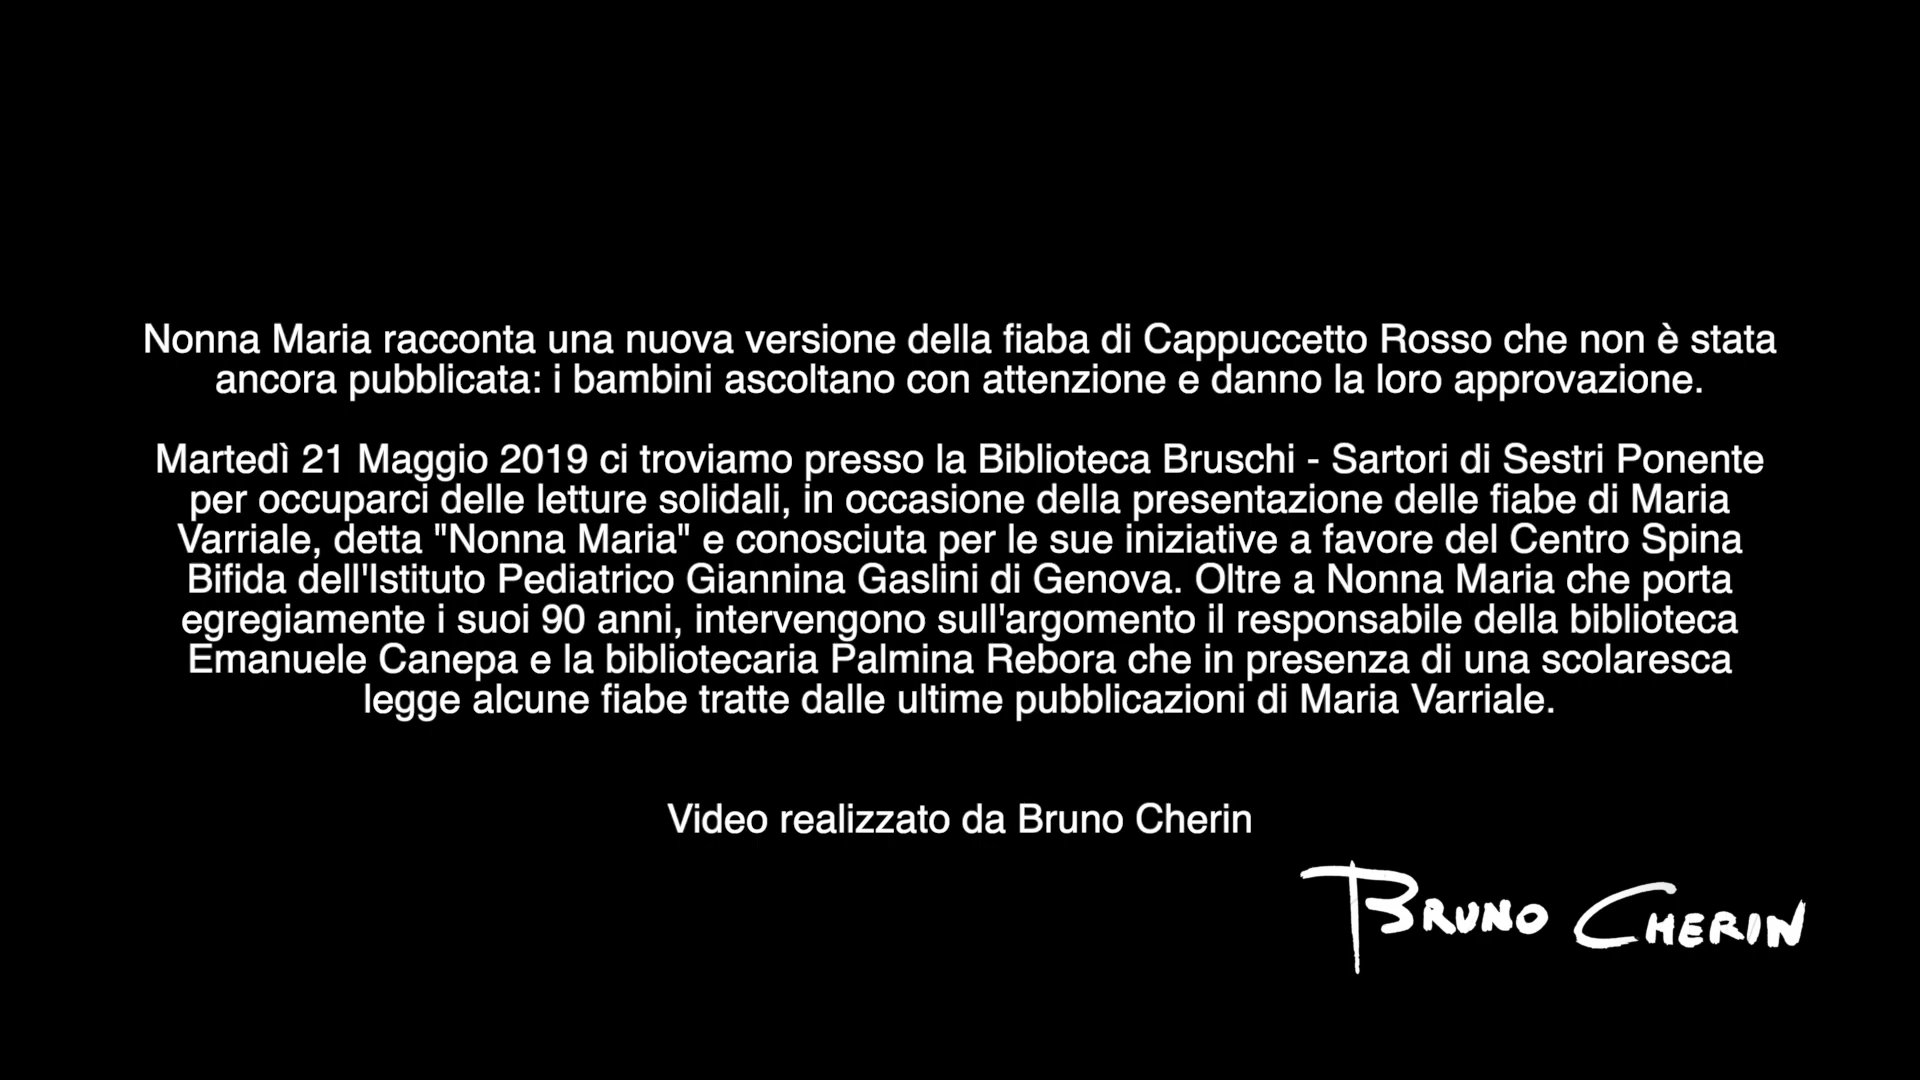 Nonna Maria racconta una nuova versione della fiaba di Cappuccetto Rosso che non è stata
ancora pubblicata: i bambini ascoltano con attenzione e danno la loro approvazione.
Martedì 21 Maggio 2019 ci troviamo presso la Biblioteca Bruschi - Sartori di Sestri Ponente
per occuparci delle letture solidali, in occasione della presentazione delle fiabe di Maria
Varriale, detta "Nonna Maria" e conosciuta per le sue iniziative a favore del Centro Spina
Bifida dell'Istituto Pediatrico Giannina Gaslini di Genova. Oltre a Nonna Maria che porta
egregiamente i suoi 90 anni, intervengono sull'argomento il responsabile della biblioteca
Emanuele Canepa e la bibliotecaria Palmina Rebora che in presenza di una scolaresca
legge alcune fiabe tratte dalle ultime pubblicazioni di Maria Varriale.
Video realizzato da Bruno Cherin
BRUNO CHERIN